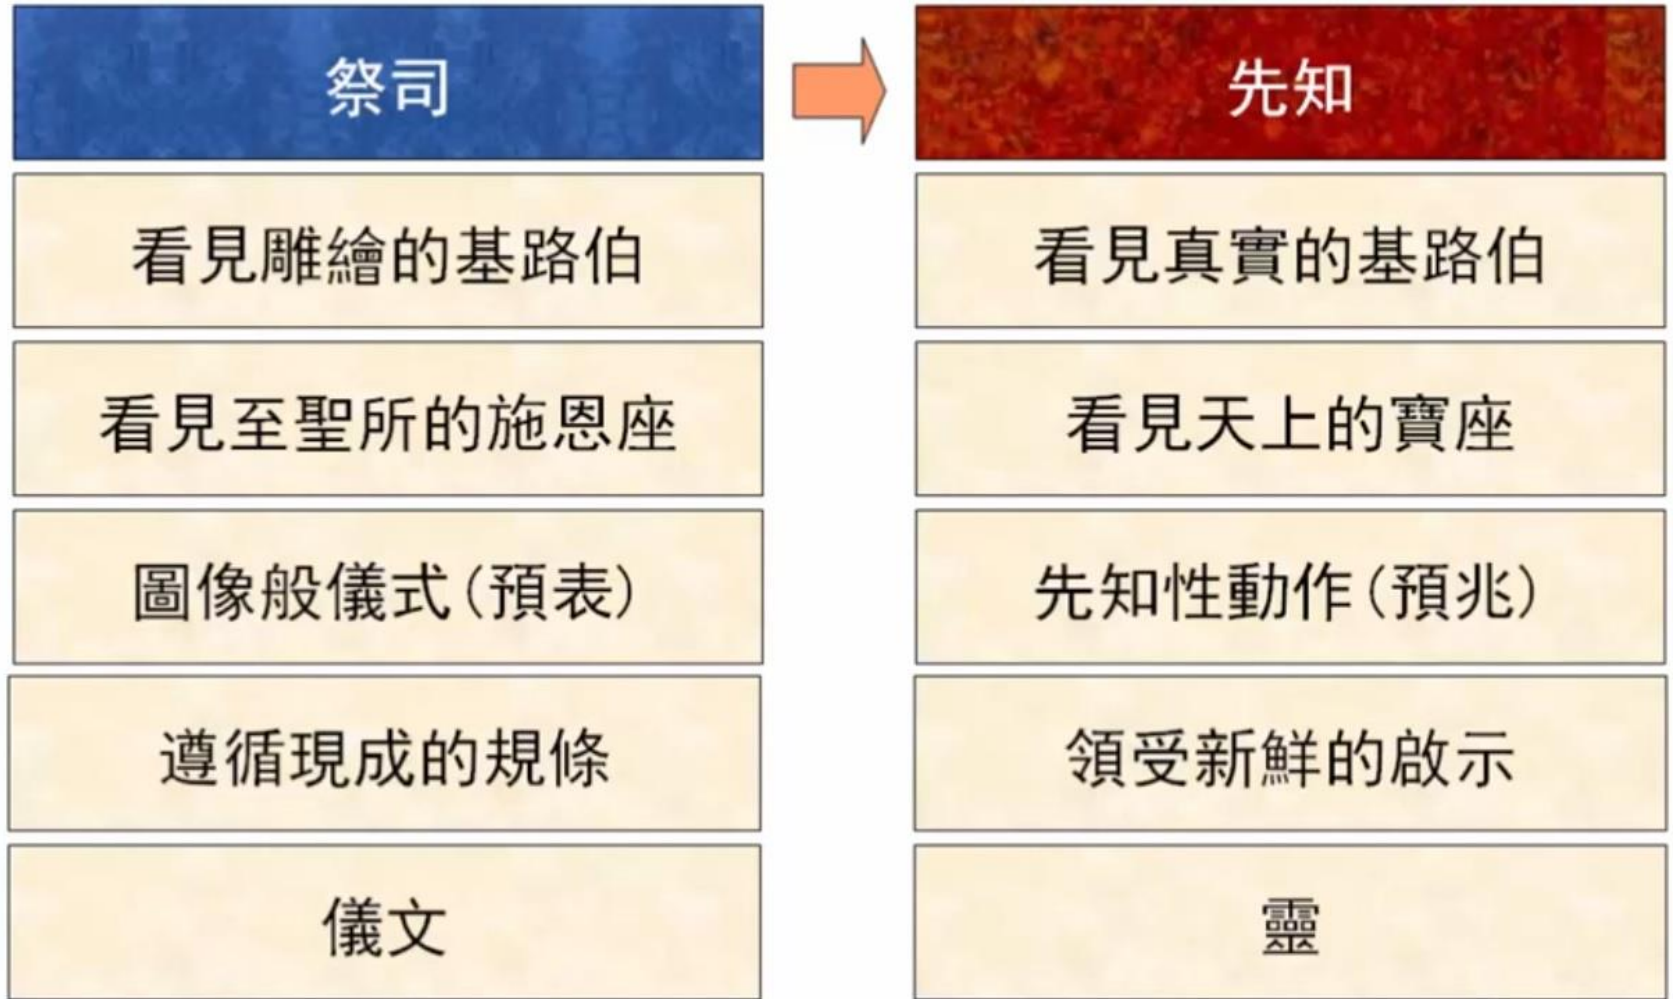 祭司
先知
看見雕繪的基路伯
看見真實的基路伯
看見至聖所的施恩座
看見天上的寶座
圖像般儀式(預表)
先知性動作(預兆)
遵循現成的規條
領受新鮮的啟示
儀文
靈